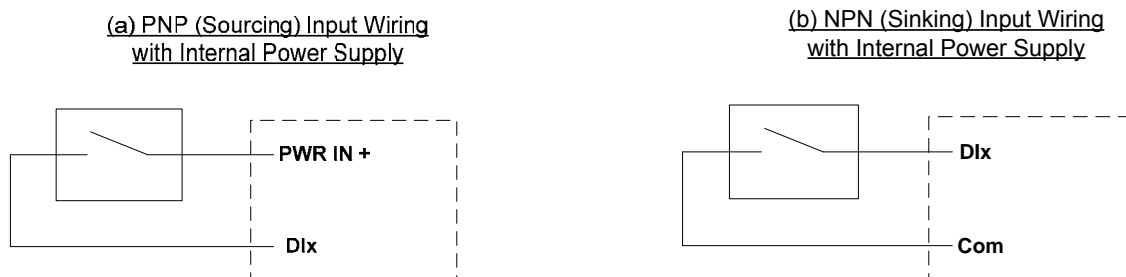 (a) PNP (Sourcing) Input Wiring
with Internal Power Supply
PWR IN +
DIx
(b) NPN (Sinking) Input Wiring
with Internal Power Supply
DIx
Com